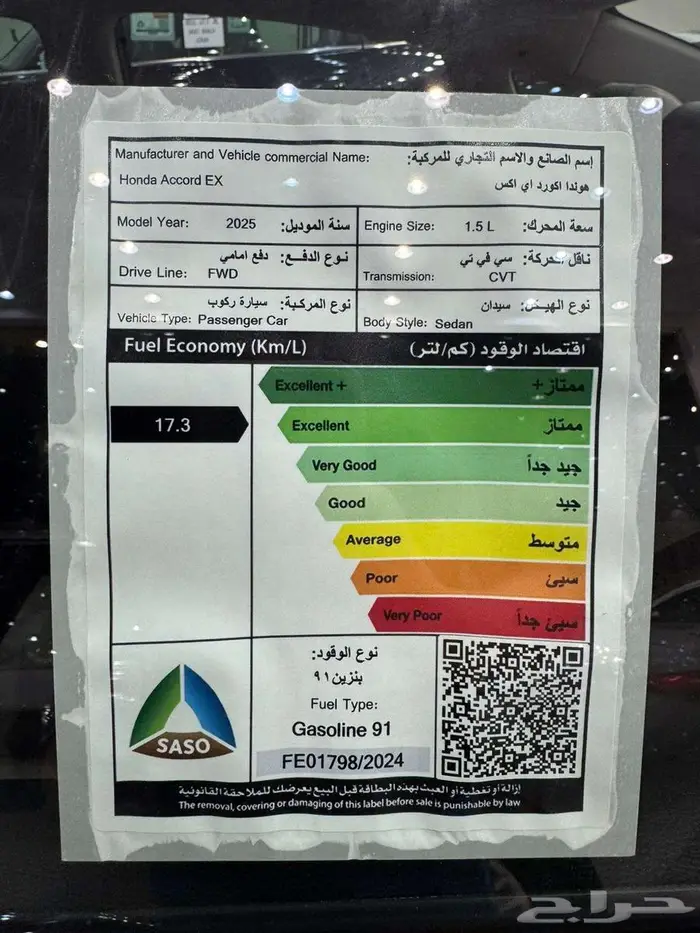 Manufacturer and Vehicle commercial Name: إسم الصانع والاسم التجاري للمركبة:
Honda Accord EX هوندا اكورد اي اكس
Model Year: 2025 سنة الموديل:
Engine Size: 1.5 L سعة المحرك:
نوع الدفع: دفع امامي
Drive Line: FWD
ناقل الحركة: سي في تي
Transmission: CVT
نوع المركبة: سيارة ركوب
Vehicle Type: Passenger Car
نوع الهيكل: سيدان
Body Style: Sedan
Fuel Economy (Km/L) اقتصاد الوقود (كم/لتر)
Excellent + ممتاز +
17.3
Excellent ممتاز
Very Good جيد جداً
Good جيد
Average متوسط
Poor سيئ
Very Poor سيئ جداً
SASO
نوع الوقود:
بنزين ٩١
Fuel Type:
Gasoline 91
FE01798/2024
إزالة أو تغطية أو العبث بهذه البطاقة قبل البيع يعرضك للملاحقة القانونية
The removal, covering or damaging of this label before sale is punishable by law
حراج